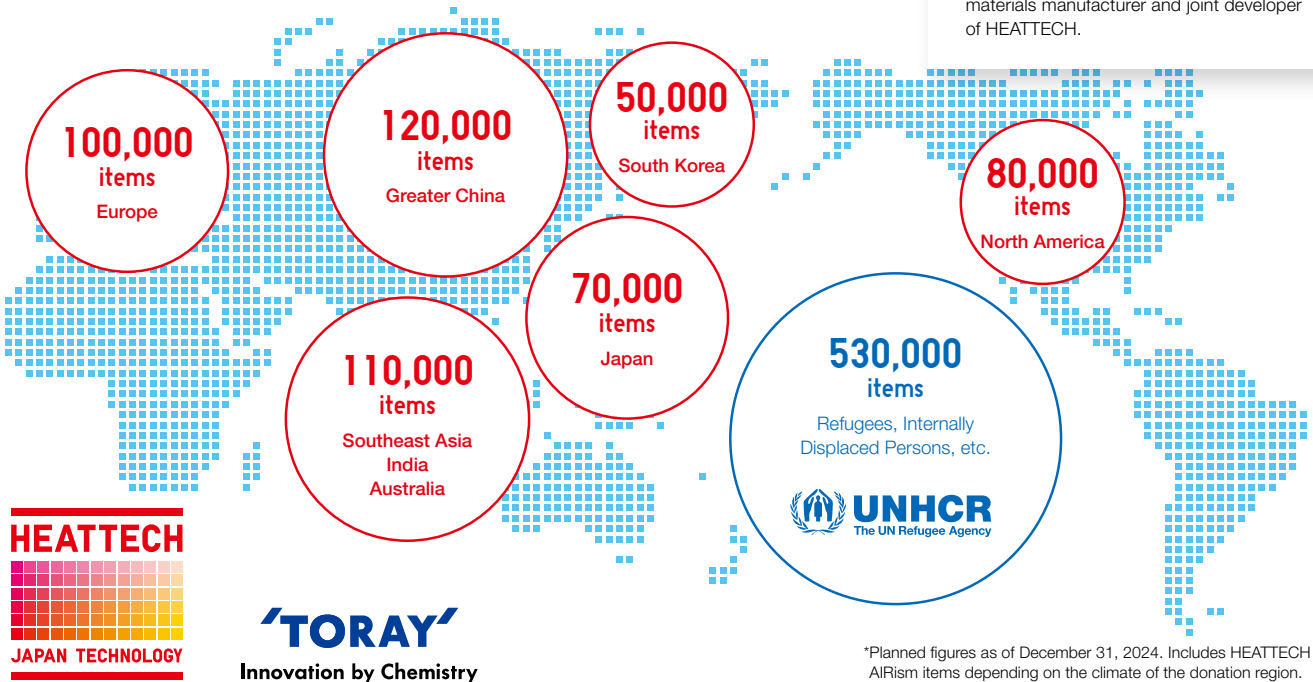 materials manufacturer and joint developer
of HEATTECH.
100,000
items
Europe
120,000
items
Greater China
50,000
items
South Korea
80,000
items
North America
70,000
items
Japan
110,000
items
Southeast Asia
India
Australia
530,000
items
Refugees, Internally
Displaced Persons, etc.
UNHCR
The UN Refugee Agency
HEATTECH
JAPAN TECHNOLOGY
'TORAY'
Innovation by Chemistry
*Planned figures as of December 31, 2024. Includes HEATTECH
AIRism items depending on the climate of the donation region.